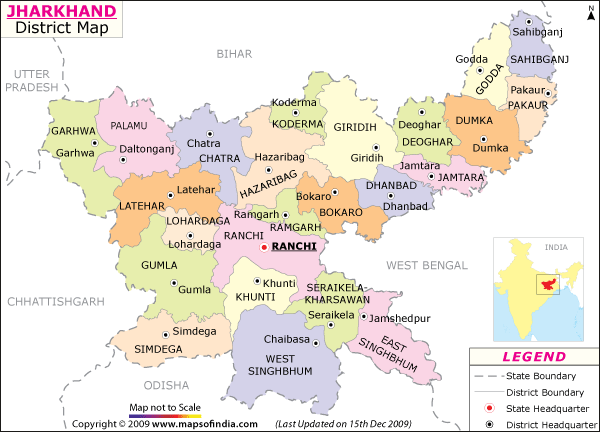 JHARKHAND
District Map
N
BIHAR
UTTER
PRADESH
Sahibganj
SAHIBGANJ
Godda
GODDA
Pakaur
PAKAUR
Koderma
KODERMA
GARHWA
Garhwa
PALAMU
Daltonganj
Chatra
CHATRA
GIRIDIH
Giridih
Deoghar
DEOGHAR
DUMKA
Dumka
Hazaribag
HAZARIBAG
Jamtara
JAMTARA
Latehar
LATEHAR
Bokaro
BOKARO
DHANBAD
Dhanbad
LOHARDAGA
Lohardaga
Ramgarh
RAMGARH
RANCHI
RANCHI
GUMLA
Gumla
Khunti
KHUNTI
SERAIKELA-
KHARSAWAN
Seraikela
WEST BENGAL
INDIA
CHHATTISGARH
Simdega
SIMDEGA
Chaibasa
WEST
SINGHBHUM
Jamshedpur
EAST
SINGHBHUM
ODISHA
LEGEND
State Boundary
District Boundary
State Headquarter
District Headquarter
Map not to Scale
Copyright © 2009 www.mapsofindia.com
(Last Updated on 15th Dec 2009)